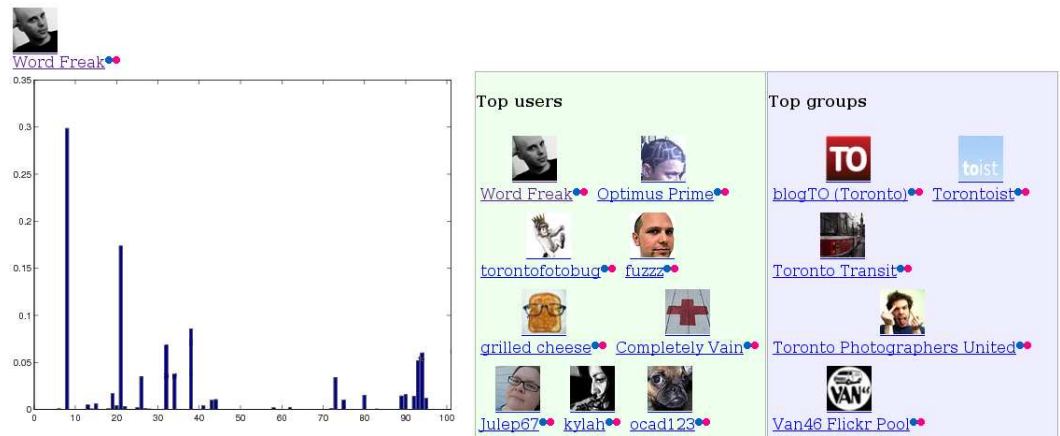 Word Freak
0.35
0.3
0.25
0.2
0.15
0.1
0.05
0
0 10 20 30 40 50 60 70 80 90 100
Top users
Word Freak Optimus Prime
torontofotobug fuzzz
grilled cheese Completely Vain
Julep67 kylah ocad123
Top groups
TO toist
blogTO (Toronto) Torontoist
Toronto Transit
Toronto Photographers United
VAN
Van46 Flickr Pool